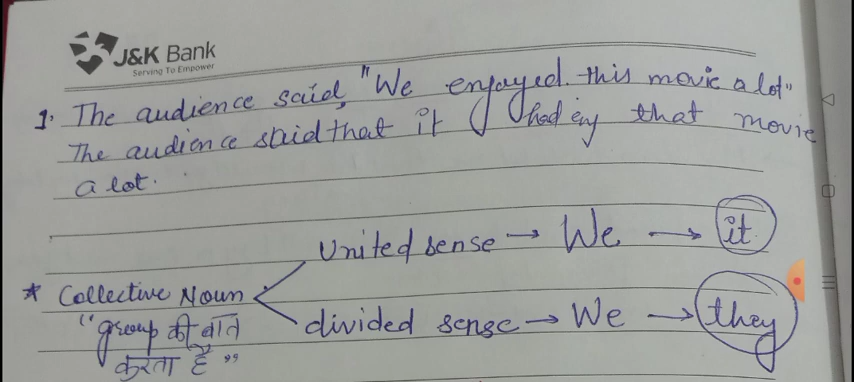 J&K Bank
Serving To Empower
1. The audience said, "We enjoyed this movie a lot"
The audience said that it had enj that movie
a lot.
United sense → We → it
* Collective Noun
divided sense → We → they
"group की बात
करता है"